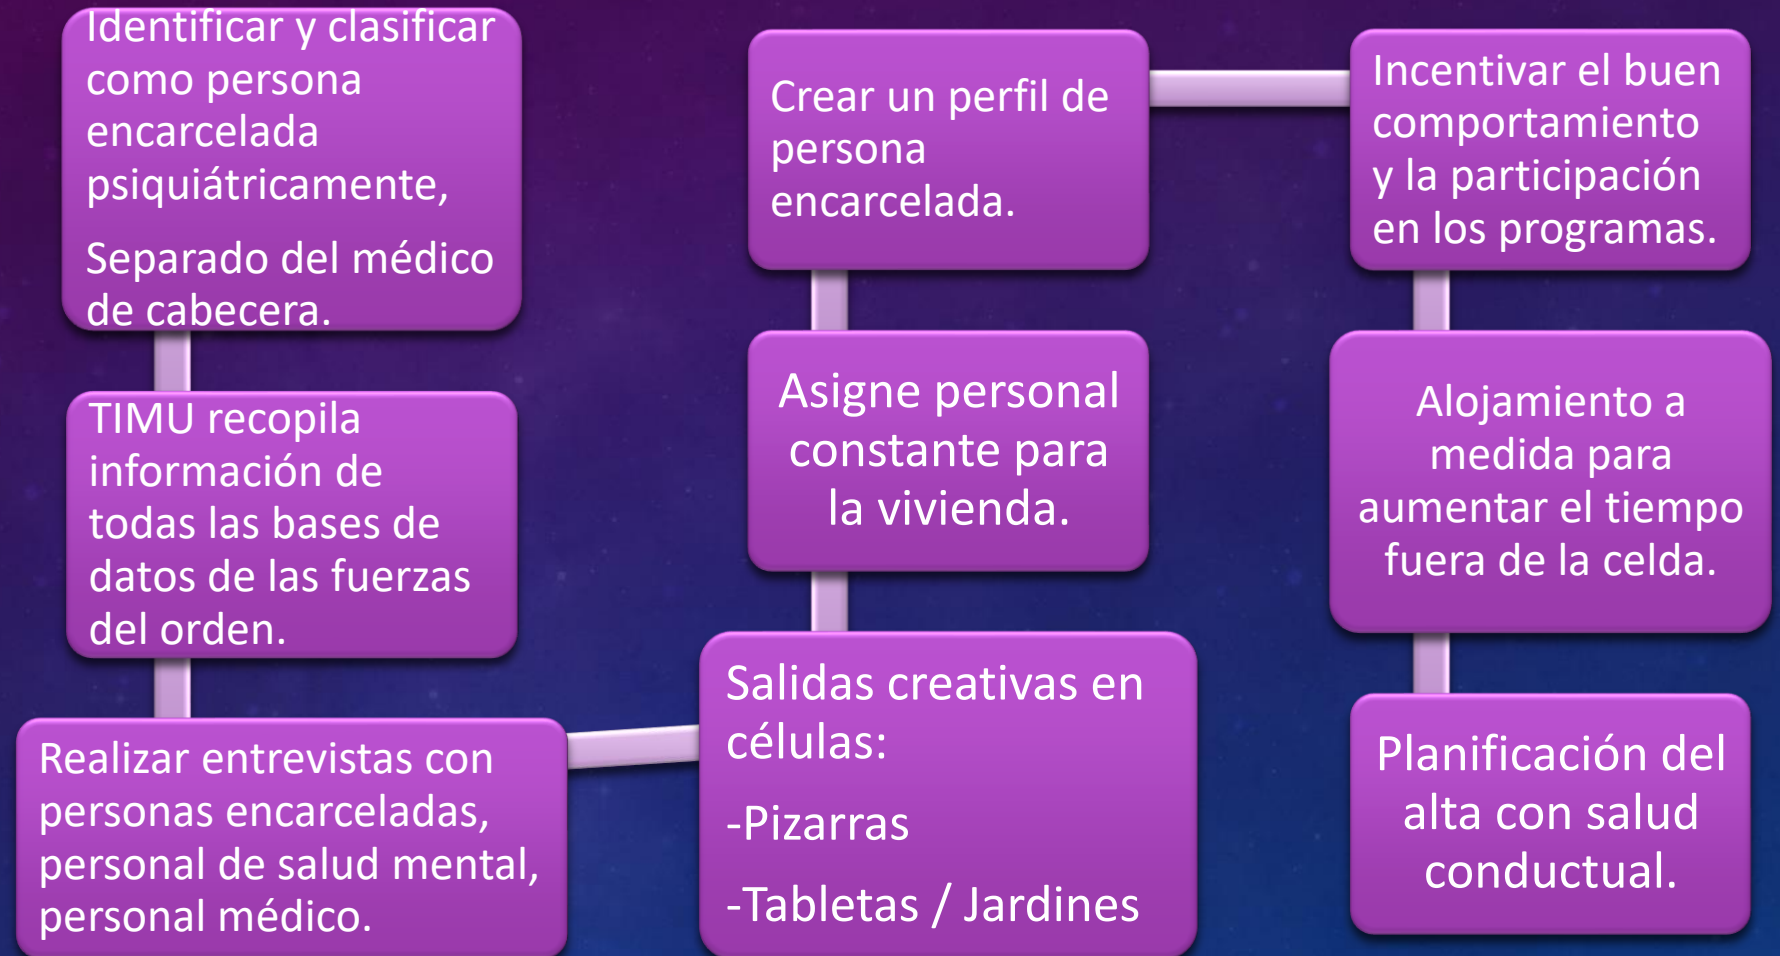 Identificar y clasificar
como persona
encarcelada
psiquiátricamente,
Separado del médico
de cabecera.
TIMU recopila
información de
todas las bases de
datos de las fuerzas
del orden.
Realizar entrevistas con
personas encarceladas,
personal de salud mental,
personal médico.
Salidas creativas en
células:
-Pizarras
-Tabletas / Jardines
Asigne personal
constante para
la vivienda.
Crear un perfil de
persona
encarcelada.
Incentivar el buen
comportamiento
y la participación
en los programas.
Alojamiento a
medida para
aumentar el tiempo
fuera de la celda.
Planificación del
alta con salud
conductual.